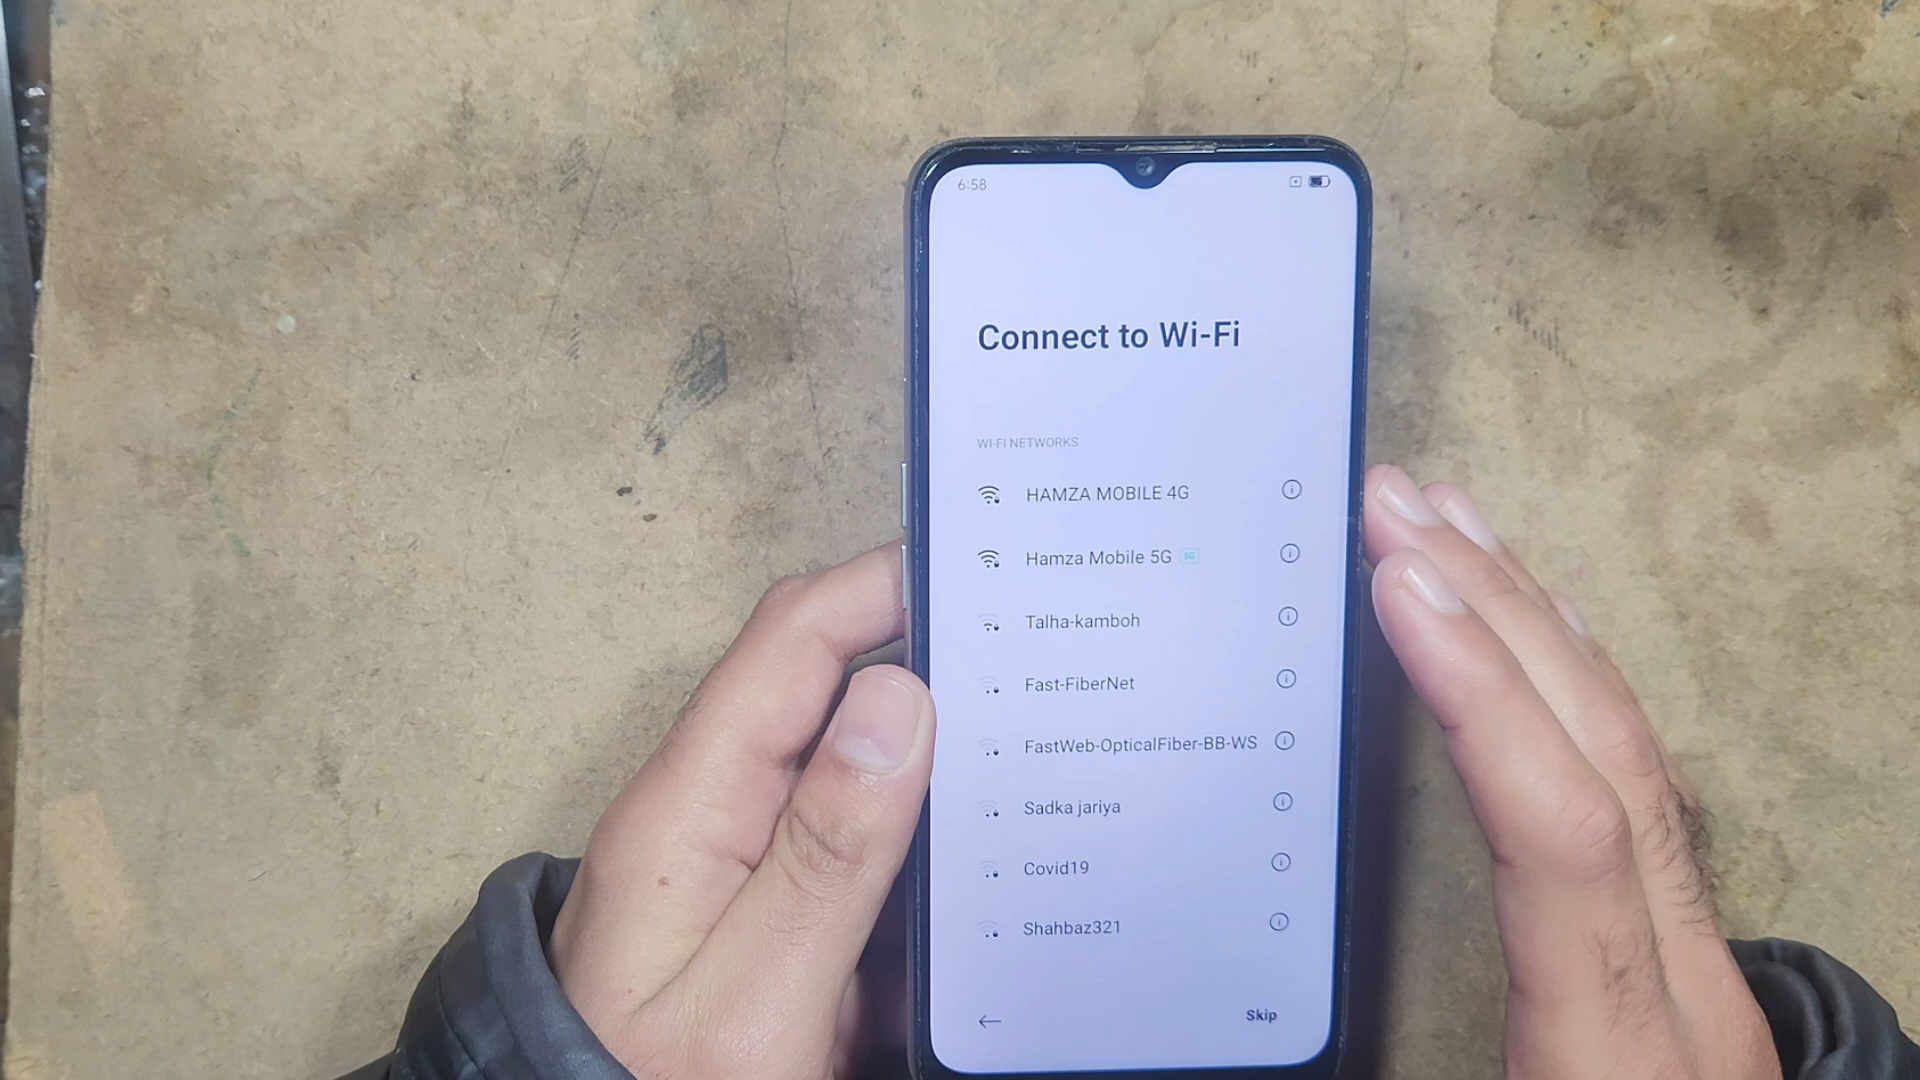 6:58
Connect to Wi-Fi
WI-FI NETWORKS
HAMZA MOBILE 4G
Hamza Mobile 5G 5G
Talha-kamboh
Fast-FiberNet
FastWeb-OpticalFiber-BB-WS
Sadka jariya
Covid19
Shahbaz321
Skip